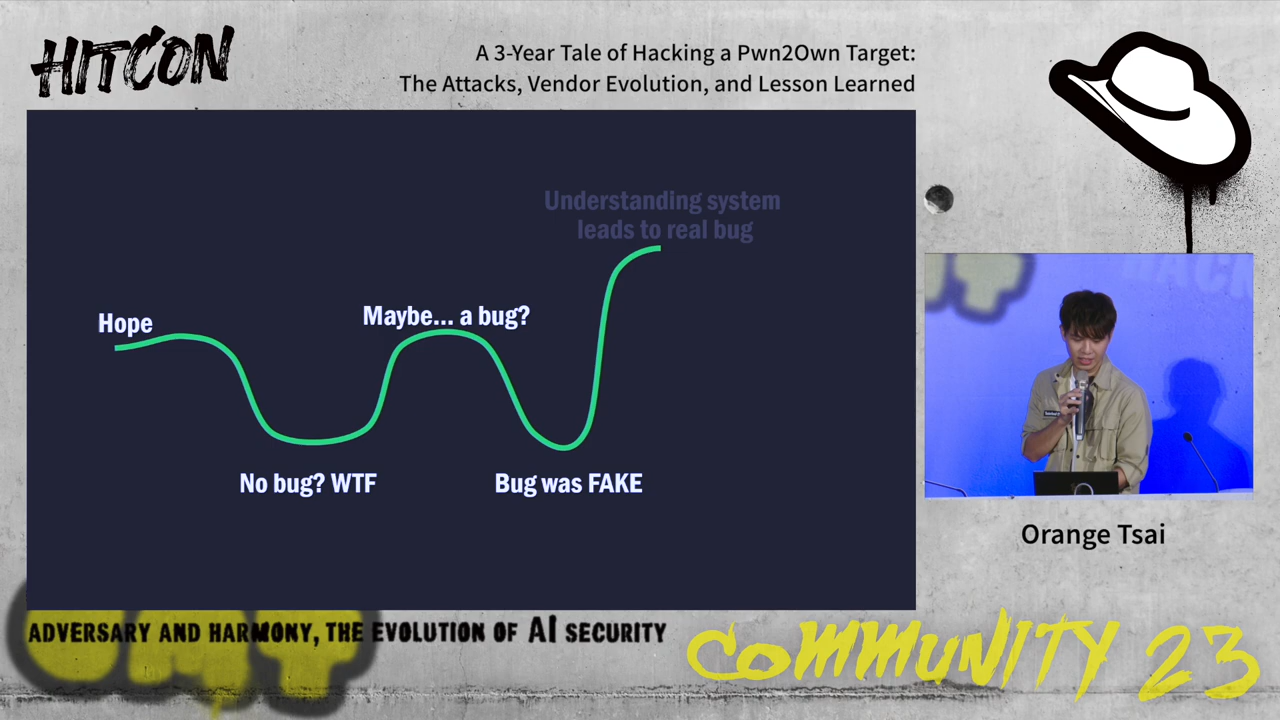 HITCON
A 3-Year Tale of Hacking a Pwn2Own Target:
The Attacks, Vendor Evolution, and Lesson Learned
Understanding system
leads to real bug
Hope
Maybe... a bug?
No bug? WTF
Bug was FAKE
HACK
Orange Tsai
ADVERSARY AND HARMONY, THE EVOLUTION OF AI SECURITY
COMMUNITY 23